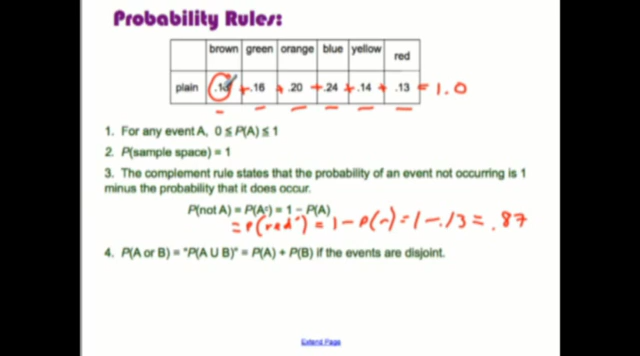 Probability Rules:
brown green orange blue yellow red
plain + .16 + .20 + .24 + .14 + .13 = 1.0
1. For any event A, 0 ≤ P(A) ≤ 1
2. P(sample space) = 1
3. The complement rule states that the probability of an event not occurring is 1
minus the probability that it does occur.
P(not A) = P(Aᶜ) = 1 – P(A)
= P(redᶜ) = 1 – P(r) = 1 – .13 = .87
4. P(A or B) = "P(A U B)" = P(A) + P(B) if the events are disjoint.
Extend Page